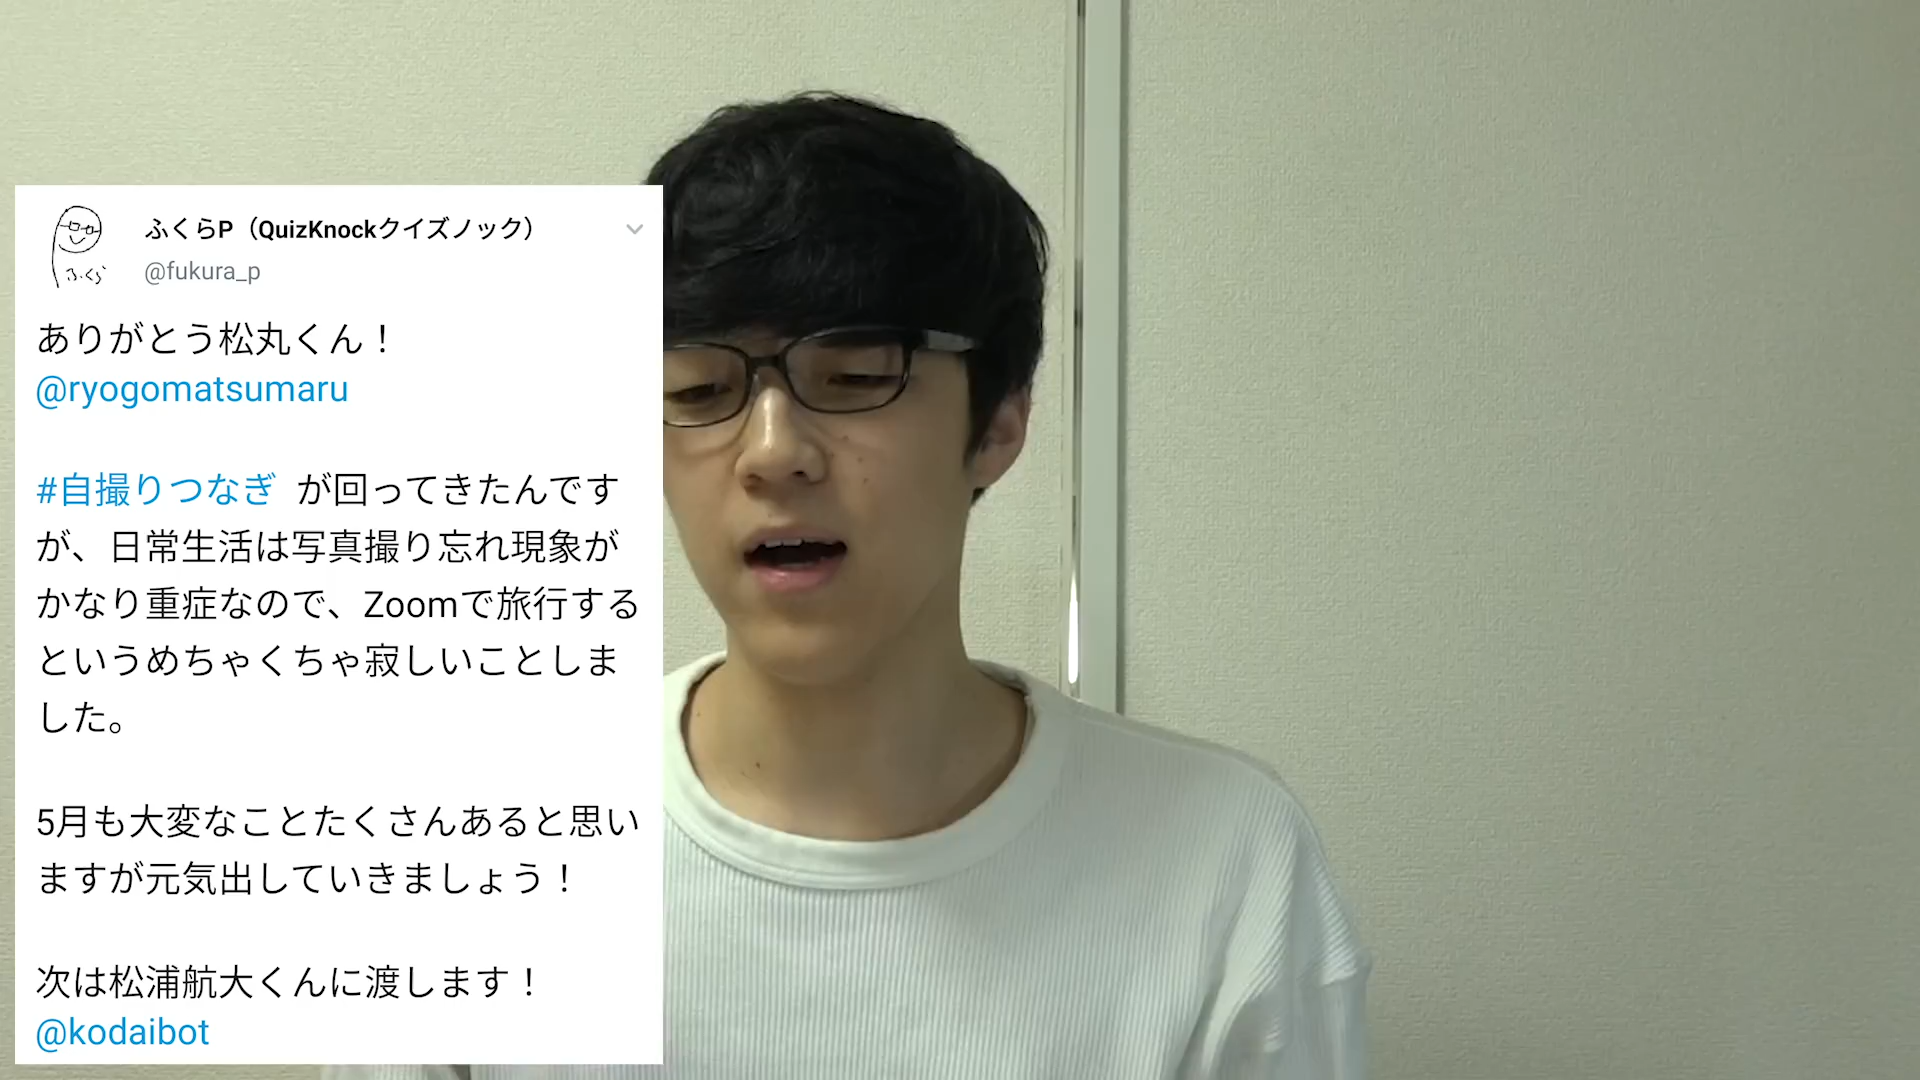 ふくらP（QuizKnockクイズノック）
@fukura_p
ふくら
ありがとう松丸くん！
@ryogomatsumaru
#自撮りつなぎ が回ってきたんです
が、日常生活は写真撮り忘れ現象が
かなり重症なので、Zoomで旅行する
というめちゃくちゃ寂しいことしま
した。
5月も大変なことたくさんあると思い
ますが元気出していきましょう！
次は松浦航大くんに渡します！
@kodaibot